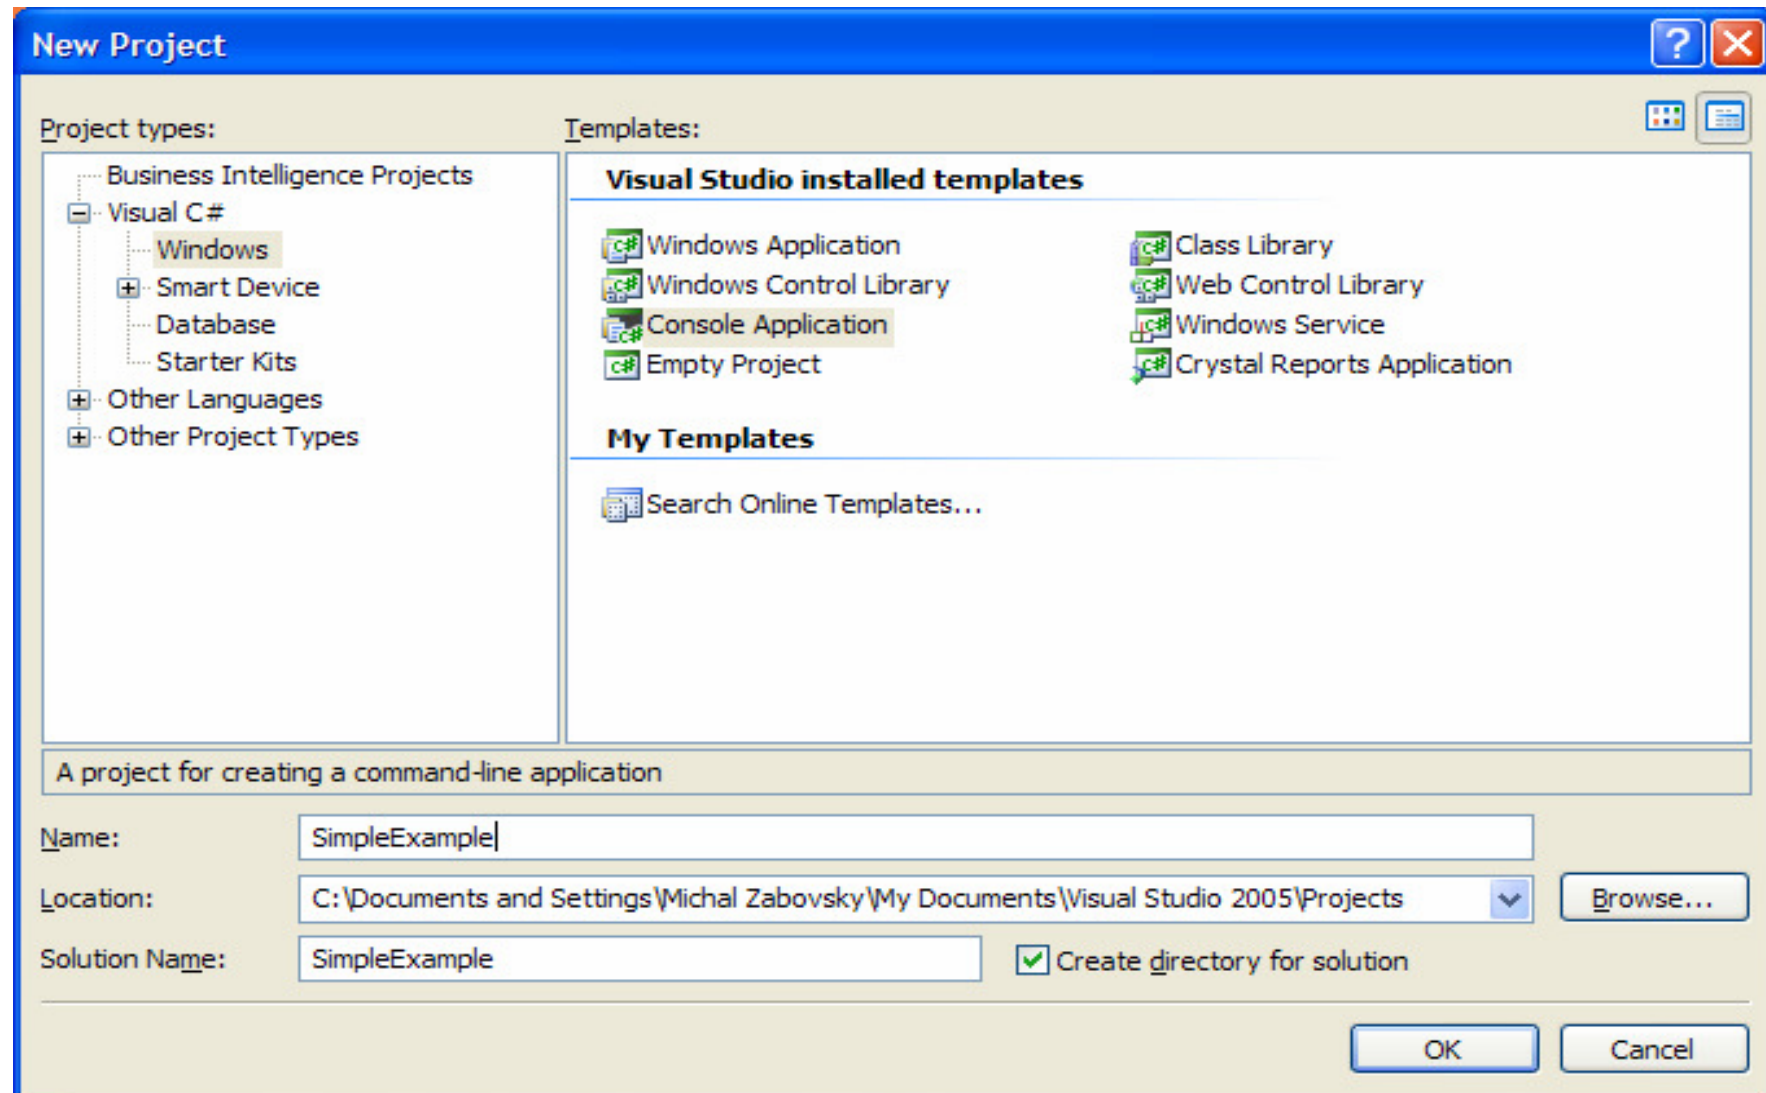 New Project
Project types:
Templates:
Business Intelligence Projects
Visual C#
Windows
Smart Device
Database
Starter Kits
Other Languages
Other Project Types
Visual Studio installed templates
Windows Application
Class Library
Windows Control Library
Web Control Library
Console Application
Windows Service
Empty Project
Crystal Reports Application
My Templates
Search Online Templates...
A project for creating a command-line application
Name:
SimpleExample
Location:
C:\Documents and Settings\Michal Zabovsky\My Documents\Visual Studio 2005\Projects
Browse...
Solution Name:
SimpleExample
Create directory for solution
OK
Cancel